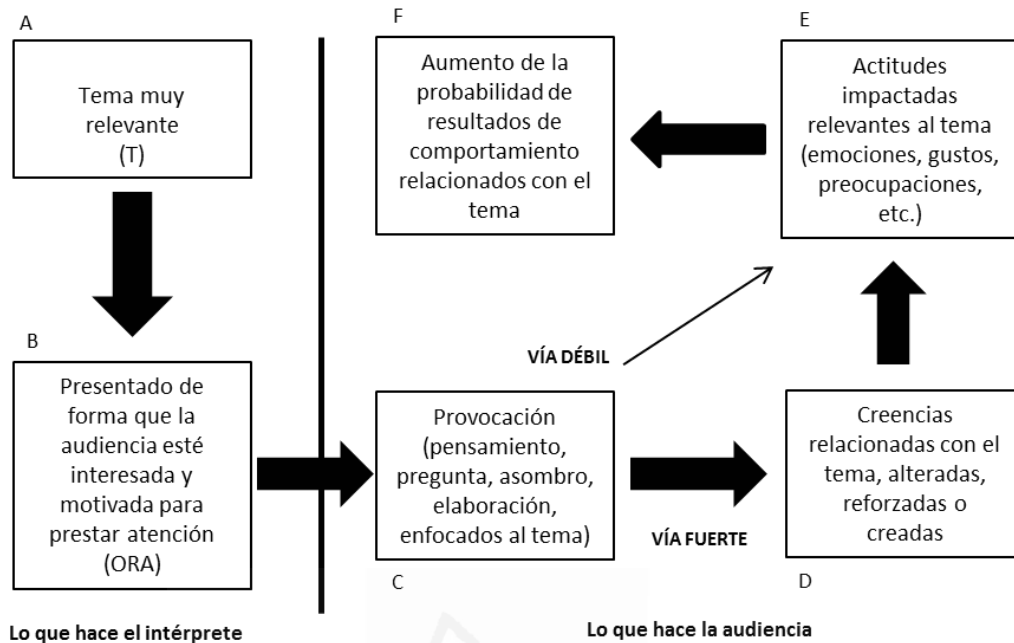 A
Tema muy
relevante
(T)
B
Presentado de
forma que la
audiencia esté
interesada y
motivada para
prestar atención
(ORA)
Lo que hace el intérprete
F
Aumento de la
probabilidad de
resultados de
comportamiento
relacionados con el
tema
E
Actitudes
impactadas
relevantes al tema
(emociones, gustos,
preocupaciones,
etc.)
VÍA DÉBIL
Provocación
(pensamiento,
pregunta, asombro,
elaboración,
enfocados al tema)
C
VÍA FUERTE
Creencias
relacionadas con el
tema, alteradas,
reforzadas o
creadas
D
Lo que hace la audiencia